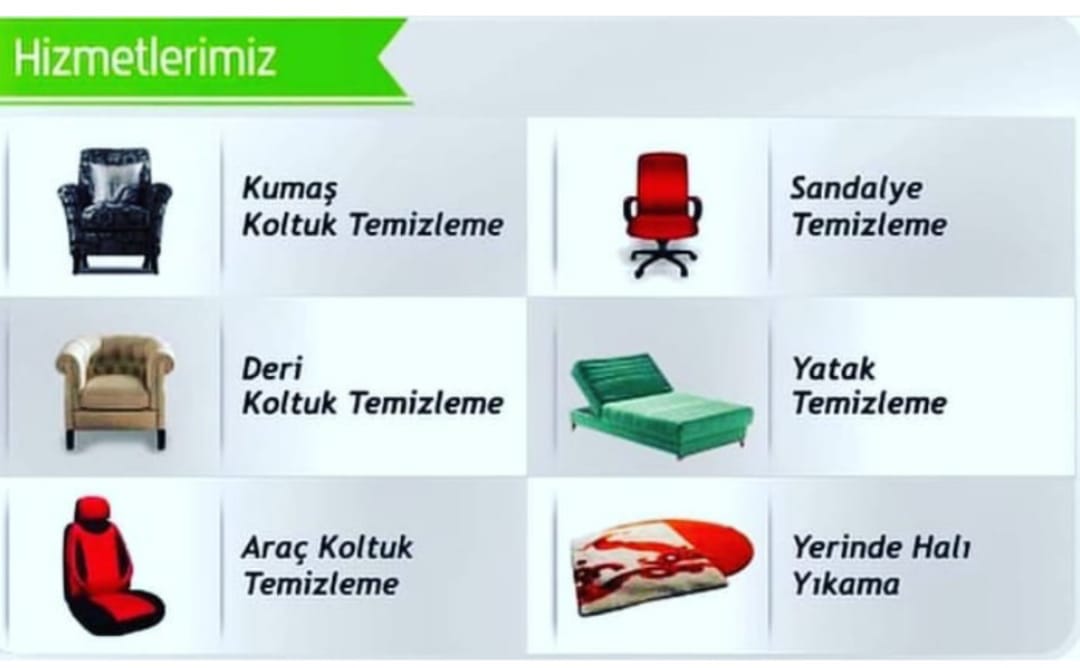 Hizmetlerimiz
Kumaş
Koltuk Temizleme
Sandalye
Temizleme
Deri
Koltuk Temizleme
Yatak
Temizleme
Araç Koltuk
Temizleme
Yerinde Halı
Yıkama